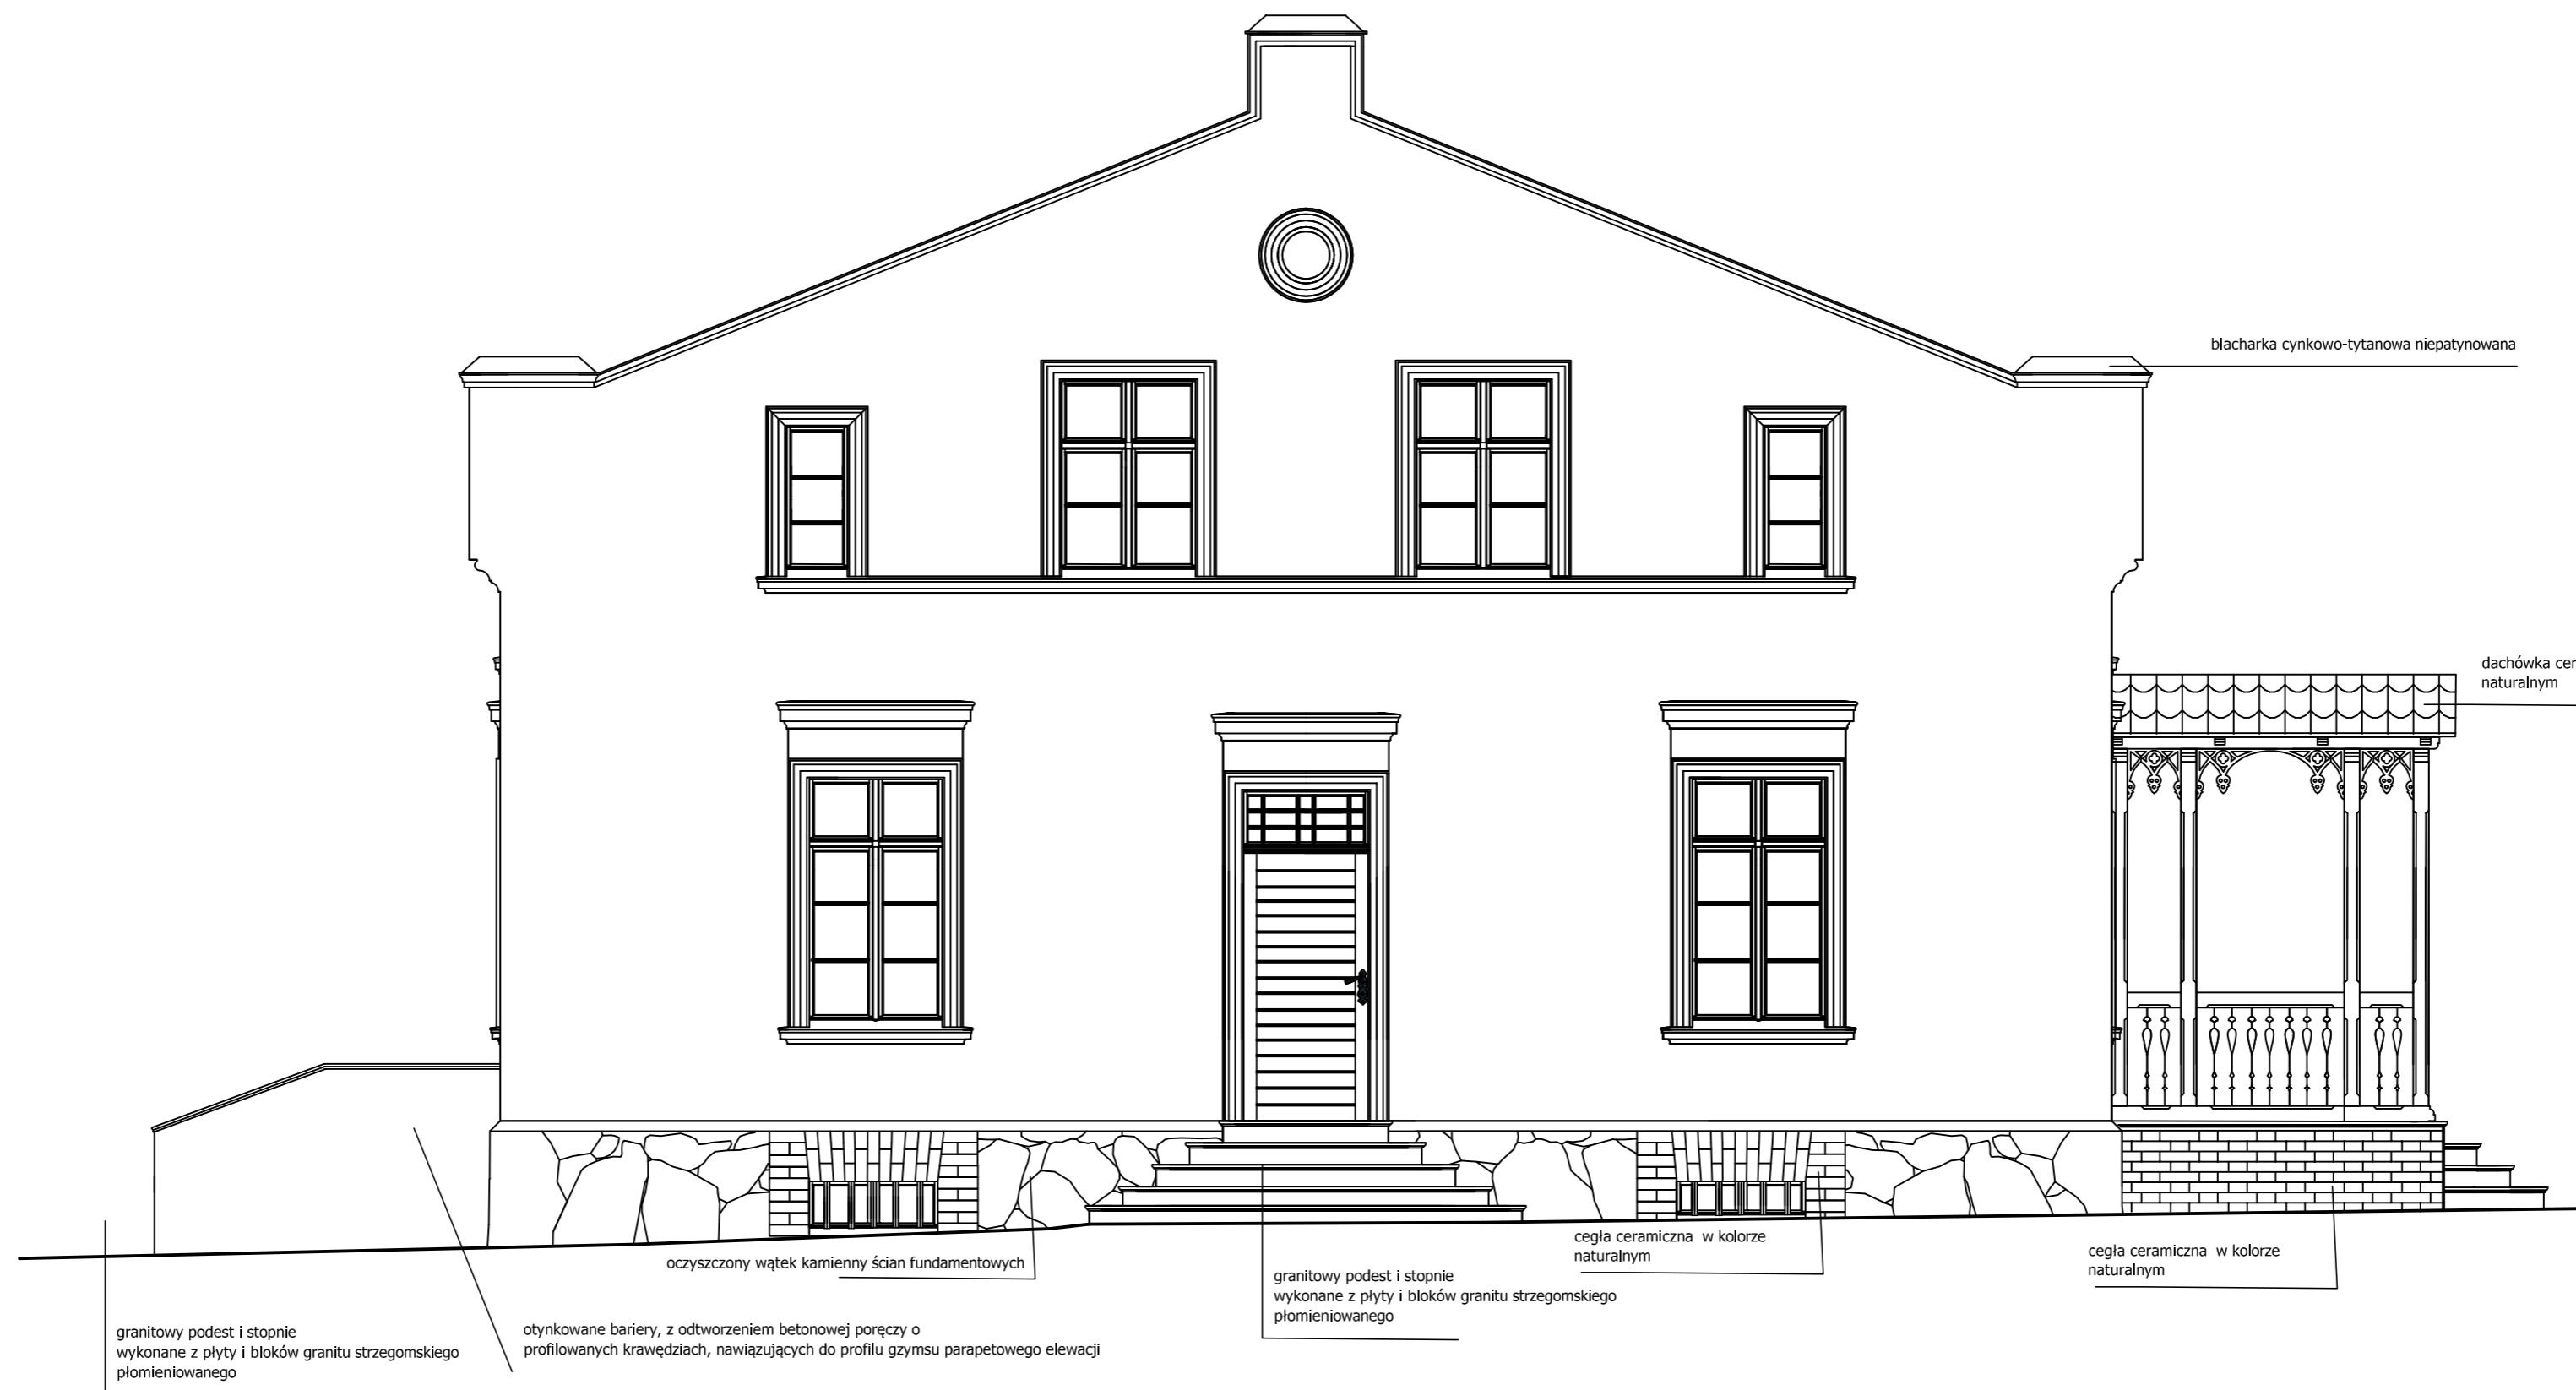 blacharka cynkowo-tytanowa niepatynowana
dachówka
naturalnym
oczyszczony wątek kamienny ścian fundamentowych
cegła ceramiczna w kolorze
naturalnym
cegła ceramiczna w kolorze
naturalnym
granitowy podest i stopnie
wykonane z płyty i bloków granitu strzegomskiego
płomieniowanego
granitowy podest i stopnie
wykonane z płyty i bloków granitu strzegomskiego
płomieniowanego
otynkowane bariery, z odtworzeniem betonowej poręczy o
profilowanych krawędziach, nawiązujących do profilu gzymsu parapetowego elewacji